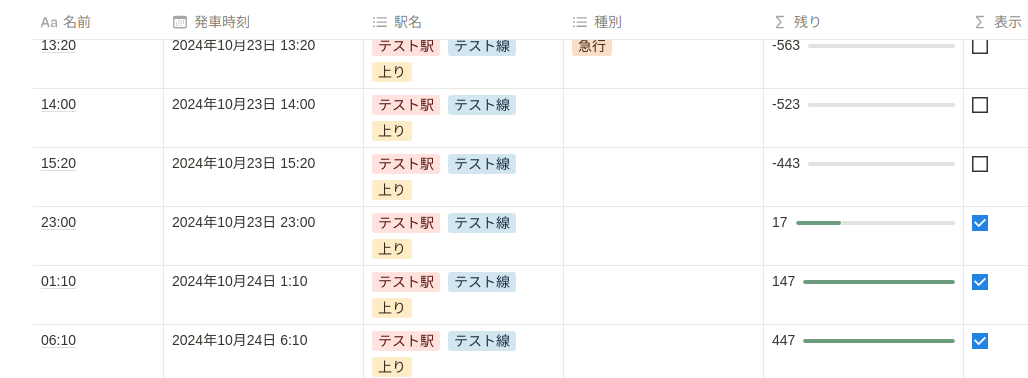 Aa 名前 発車時刻 駅名 種別 残り 表示
13:20 2024年10月23日 13:20 テスト駅 テスト線 急行 -563
上り
14:00 2024年10月23日 14:00 テスト駅 テスト線 -523
上り
15:20 2024年10月23日 15:20 テスト駅 テスト線 -443
上り
23:00 2024年10月23日 23:00 テスト駅 テスト線 17
上り
01:10 2024年10月24日 1:10 テスト駅 テスト線 147
上り
06:10 2024年10月24日 6:10 テスト駅 テスト線 447
上り